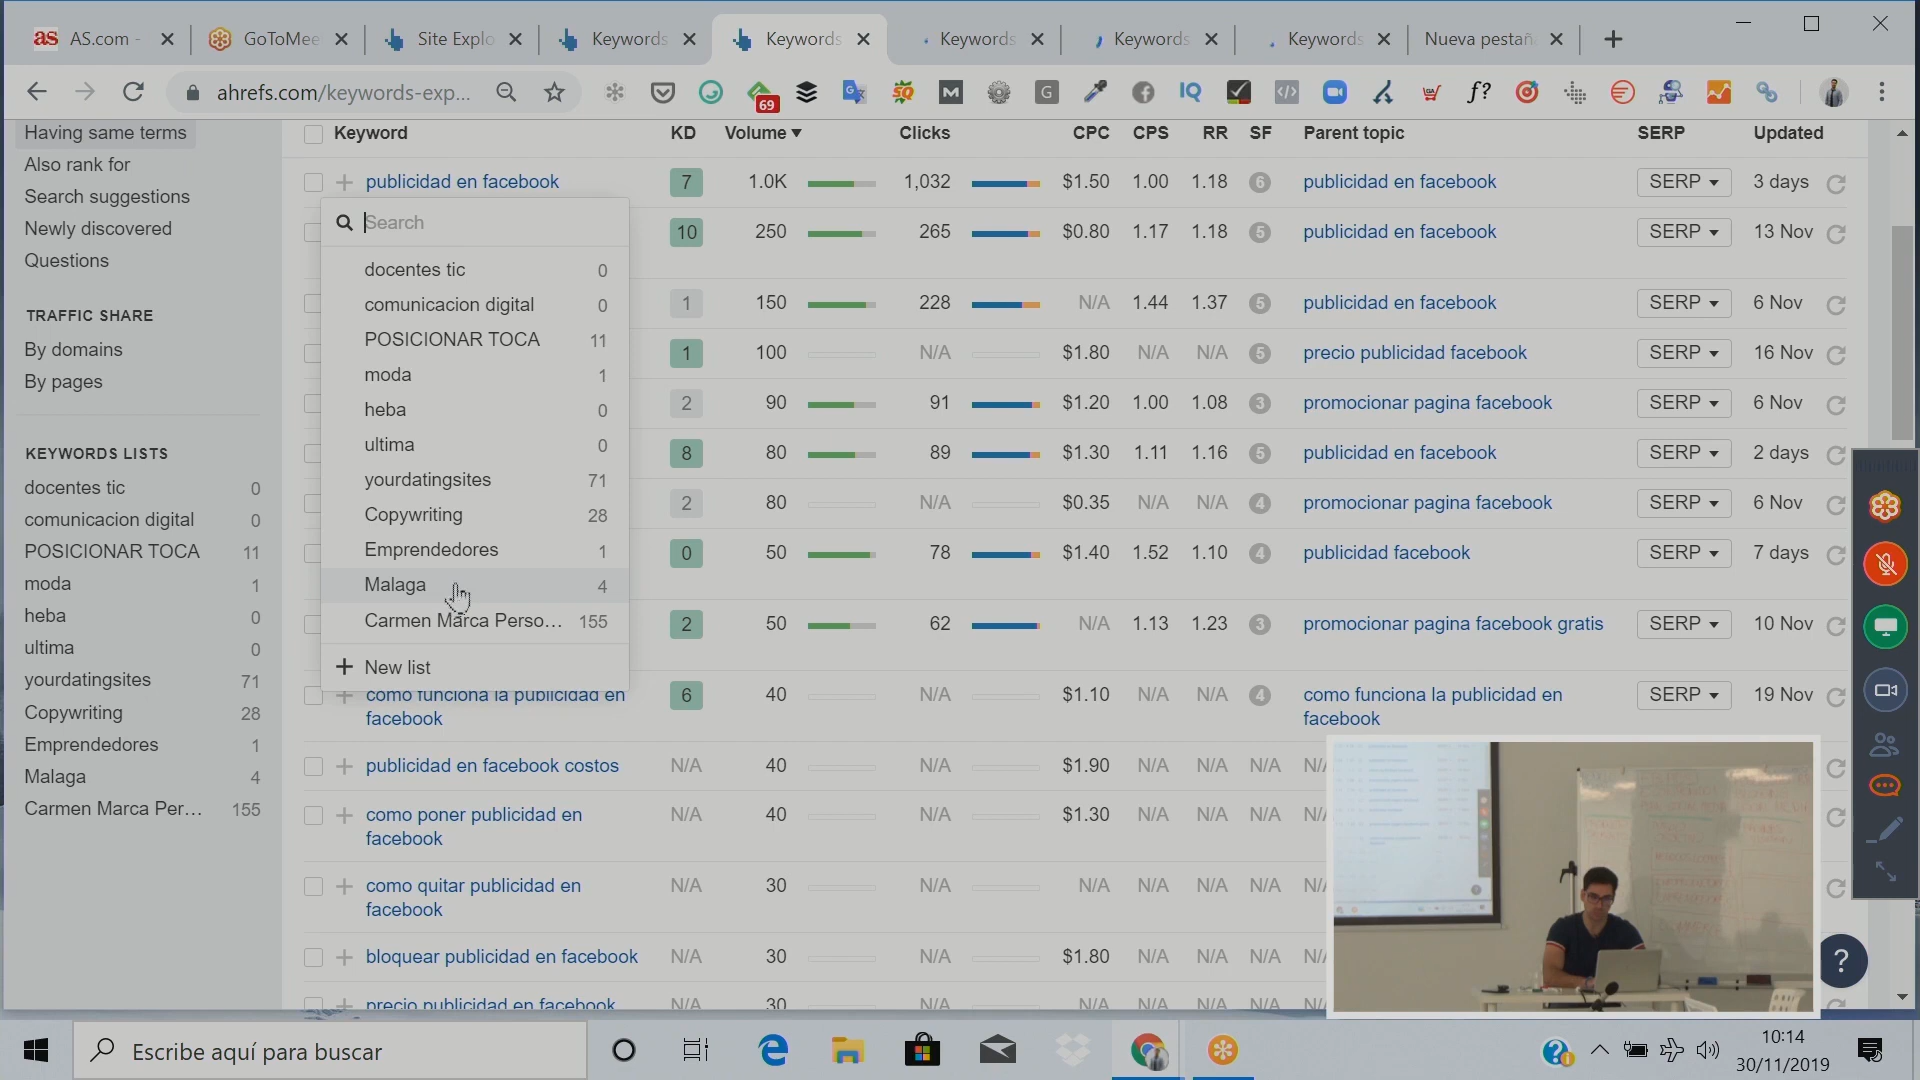 as AS.com -
GoToMee
Site Explo
Keywords
Keywords
Keywords
Keywords
Keywords
Nueva pestañ
ahrefs.com/keywords-exp...
69
Having same terms
Also rank for
Search suggestions
Newly discovered
Questions
TRAFFIC SHARE
By domains
By pages
KEYWORDS LISTS
docentes tic 0
comunicacion digital 0
POSICIONAR TOCA 11
moda 1
heba 0
ultima 0
yourdatingsites 71
Copywriting 28
Emprendedores 1
Malaga 4
Carmen Marca Per... 155
Keyword KD Volume Clicks CPC CPS RR SF Parent topic SERP Updated
publicidad en facebook 7 1.0K 1,032 $1.50 1.00 1.18 6 publicidad en facebook SERP 3 days
10 250 265 $0.80 1.17 1.18 5 publicidad en facebook SERP 13 Nov
1 150 228 N/A 1.44 1.37 5 publicidad en facebook SERP 6 Nov
1 100 N/A $1.80 N/A N/A 5 precio publicidad facebook SERP 16 Nov
2 90 91 $1.20 1.00 1.08 3 promocionar pagina facebook SERP 6 Nov
8 80 89 $1.30 1.11 1.16 5 publicidad en facebook SERP 2 days
2 80 N/A $0.35 N/A N/A 4 promocionar pagina facebook SERP 6 Nov
0 50 78 $1.40 1.52 1.10 4 publicidad facebook SERP 7 days
2 50 62 N/A 1.13 1.23 3 promocionar pagina facebook gratis SERP 10 Nov
como funciona la publicidad en facebook 6 40 N/A $1.10 N/A N/A 4 como funciona la publicidad en facebook SERP 19 Nov
publicidad en facebook costos N/A 40 N/A $1.90 N/A N/A N/A N/
como poner publicidad en facebook N/A 40 N/A $1.30 N/A N/A N/A N/
como quitar publicidad en facebook N/A 30 N/A N/A N/A N/A N/A N/
bloquear publicidad en facebook N/A 30 N/A $1.80 N/A N/A N/A N/
precio publicidad en facebook N/A 30 N/A N/A N/A N/A
Search
docentes tic 0
comunicacion digital 0
POSICIONAR TOCA 11
moda 1
heba 0
ultima 0
yourdatingsites 71
Copywriting 28
Emprendedores 1
Malaga 4
Carmen Marca Perso... 155
+ New list
?
Escribe aquí para buscar
10:14
30/11/2019